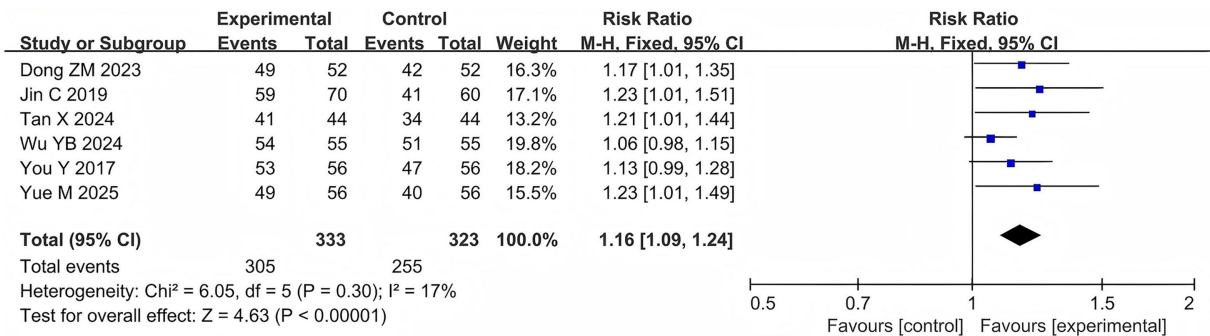 Experimental Control Risk Ratio Risk Ratio
Study or Subgroup Events Total Events Total Weight M-H, Fixed, 95% CI M-H, Fixed, 95% CI
Dong ZM 2023 49 52 42 52 16.3% 1.17 [1.01, 1.35]
Jin C 2019 59 70 41 60 17.1% 1.23 [1.01, 1.51]
Tan X 2024 41 44 34 44 13.2% 1.21 [1.01, 1.44]
Wu YB 2024 54 55 51 55 19.8% 1.06 [0.98, 1.15]
You Y 2017 53 56 47 56 18.2% 1.13 [0.99, 1.28]
Yue M 2025 49 56 40 56 15.5% 1.23 [1.01, 1.49]
Total (95% CI) 333 323 100.0% 1.16 [1.09, 1.24]
Total events 305 255
Heterogeneity: Chi² = 6.05, df = 5 (P = 0.30); I² = 17%
Test for overall effect: Z = 4.63 (P < 0.00001)
0.5 0.7 1 1.5 2
Favours [control] Favours [experimental]